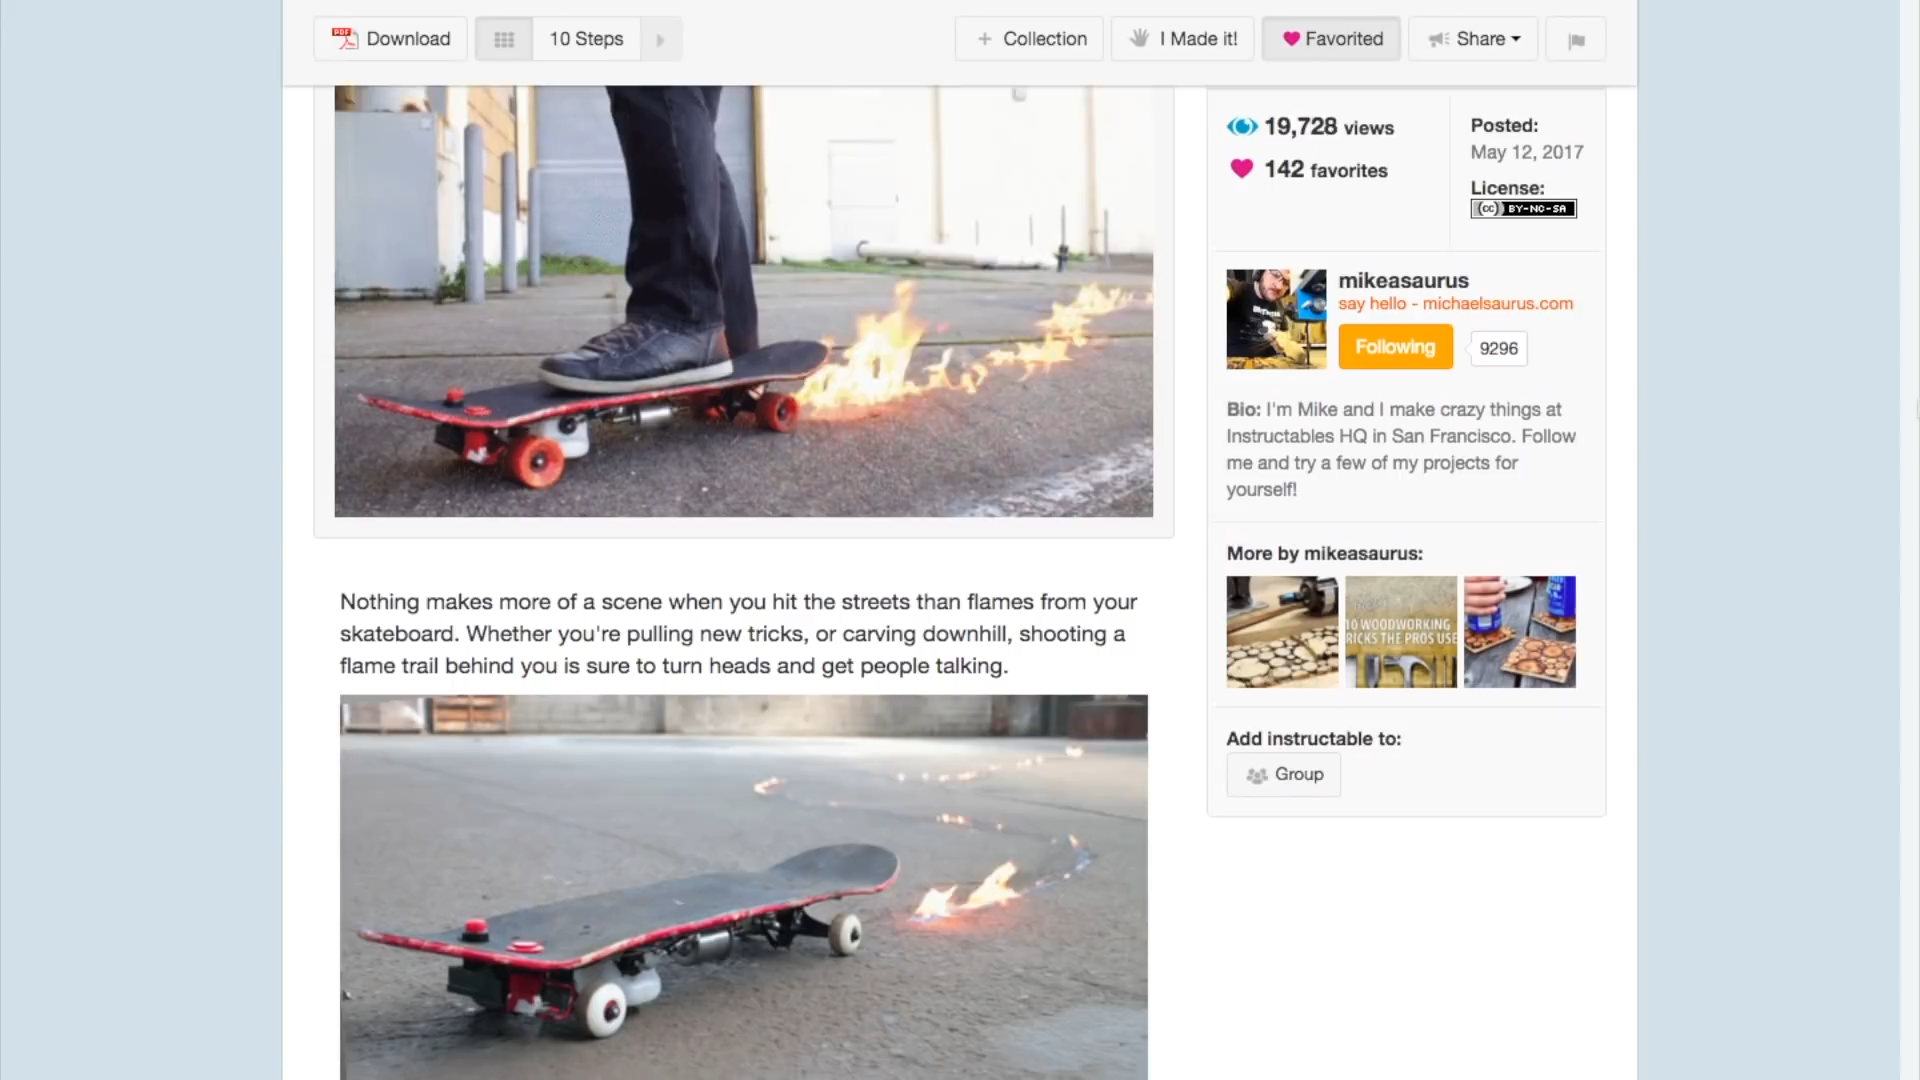 Download
10 Steps
Collection
I Made it!
Favorited
Share
19,728 views
142 favorites
Posted:
May 12, 2017
License:
(cc) BY-NC-SA
mikeasaurus
say hello - michaelsaurus.com
Following
9296
Bio: I'm Mike and I make crazy things at
Instructables HQ in San Francisco. Follow
me and try a few of my projects for
yourself!
More by mikeasaurus:
10 WOODWORKING
TRICKS THE PROS USE
Add instructable to:
Group
Nothing makes more of a scene when you hit the streets than flames from your
skateboard. Whether you're pulling new tricks, or carving downhill, shooting a
flame trail behind you is sure to turn heads and get people talking.